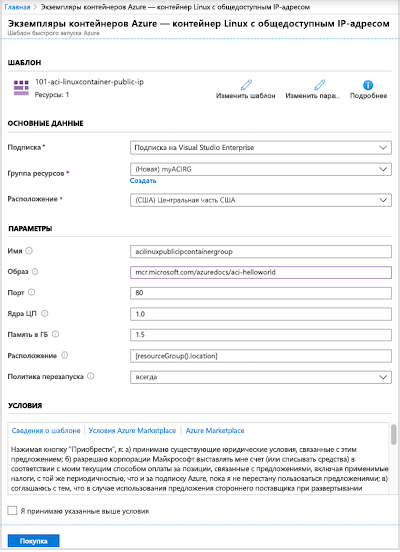 Главная > Экземпляры контейнеров Azure — контейнер Linux с общедоступным IP-адресом
Экземпляры контейнеров Azure — контейнер Linux с общедоступным IP-адресом
Шаблон быстрого запуска Azure
ШАБЛОН
101-aci-linuxcontainer-public-ip
Ресурсы: 1
Изменить шаблон
Изменить пара...
Подробнее
ОСНОВНЫЕ ДАННЫЕ
Подписка *
Подписка на Visual Studio Enterprise
Группа ресурсов *
(Новая) myACIRG
Создать
Расположение *
(США) Центральная часть США
ПАРАМЕТРЫ
Имя
acilinuxpublicipcontainergroup
Образ
mcr.microsoft.com/azuredocs/aci-helloworld
Порт
80
Ядра ЦП
1.0
Память в ГБ
1.5
Расположение
[resourceGroup().location]
Политика перезапуска
всегда
УСЛОВИЯ
Сведения о шаблоне | Условия Azure Marketplace | Azure Marketplace
Нажимая кнопку "Приобрести", я: а) принимаю существующие юридические условия, связанные с этим
предложением; б) разрешаю корпорации Майкрософт выставлять мне счет (или списывать средства) в
соответствии с моим текущим способом оплаты за позиции, связанные с предложениями, включая применимые
налоги, с той же периодичностью, что и за подписку Azure, пока я не перестану пользоваться предложениями; в)
соглашаюсь с тем, что в случае использования предложения стороннего поставщика при развертывании
Я принимаю указанные выше условия
Покупка